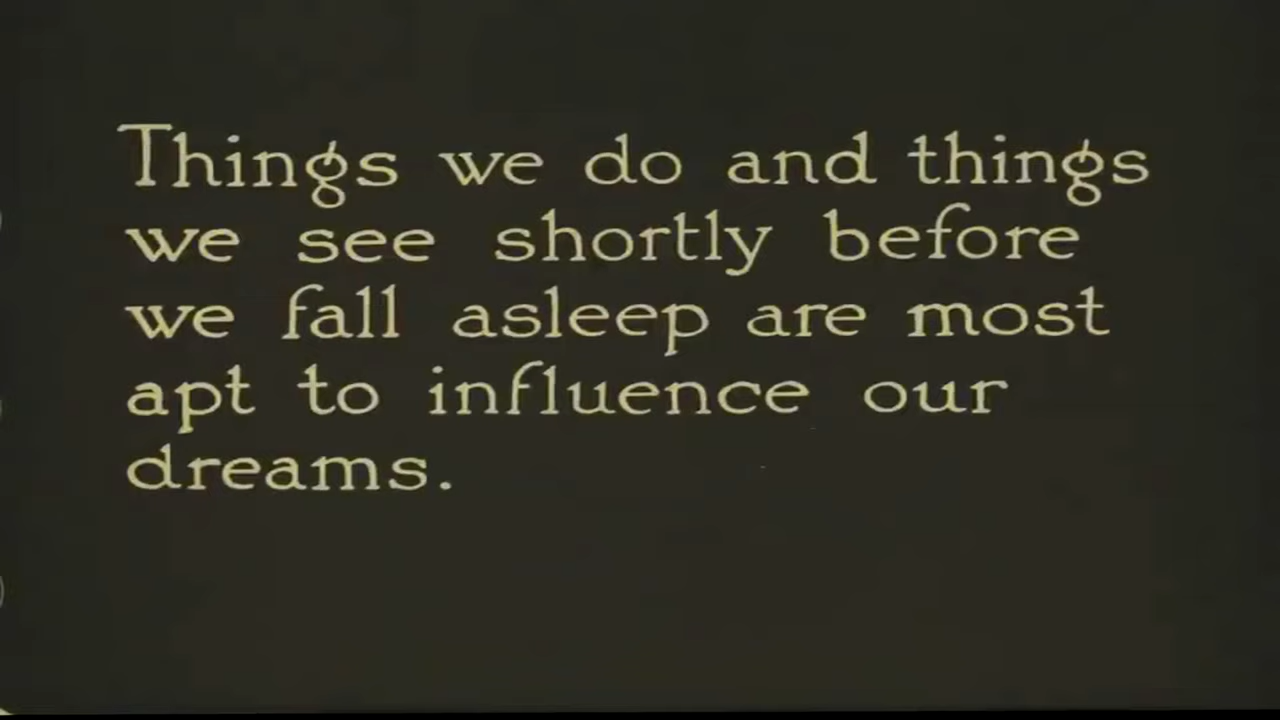 Things we do and things
we see shortly before
we fall asleep are most
apt to influence our
dreams.